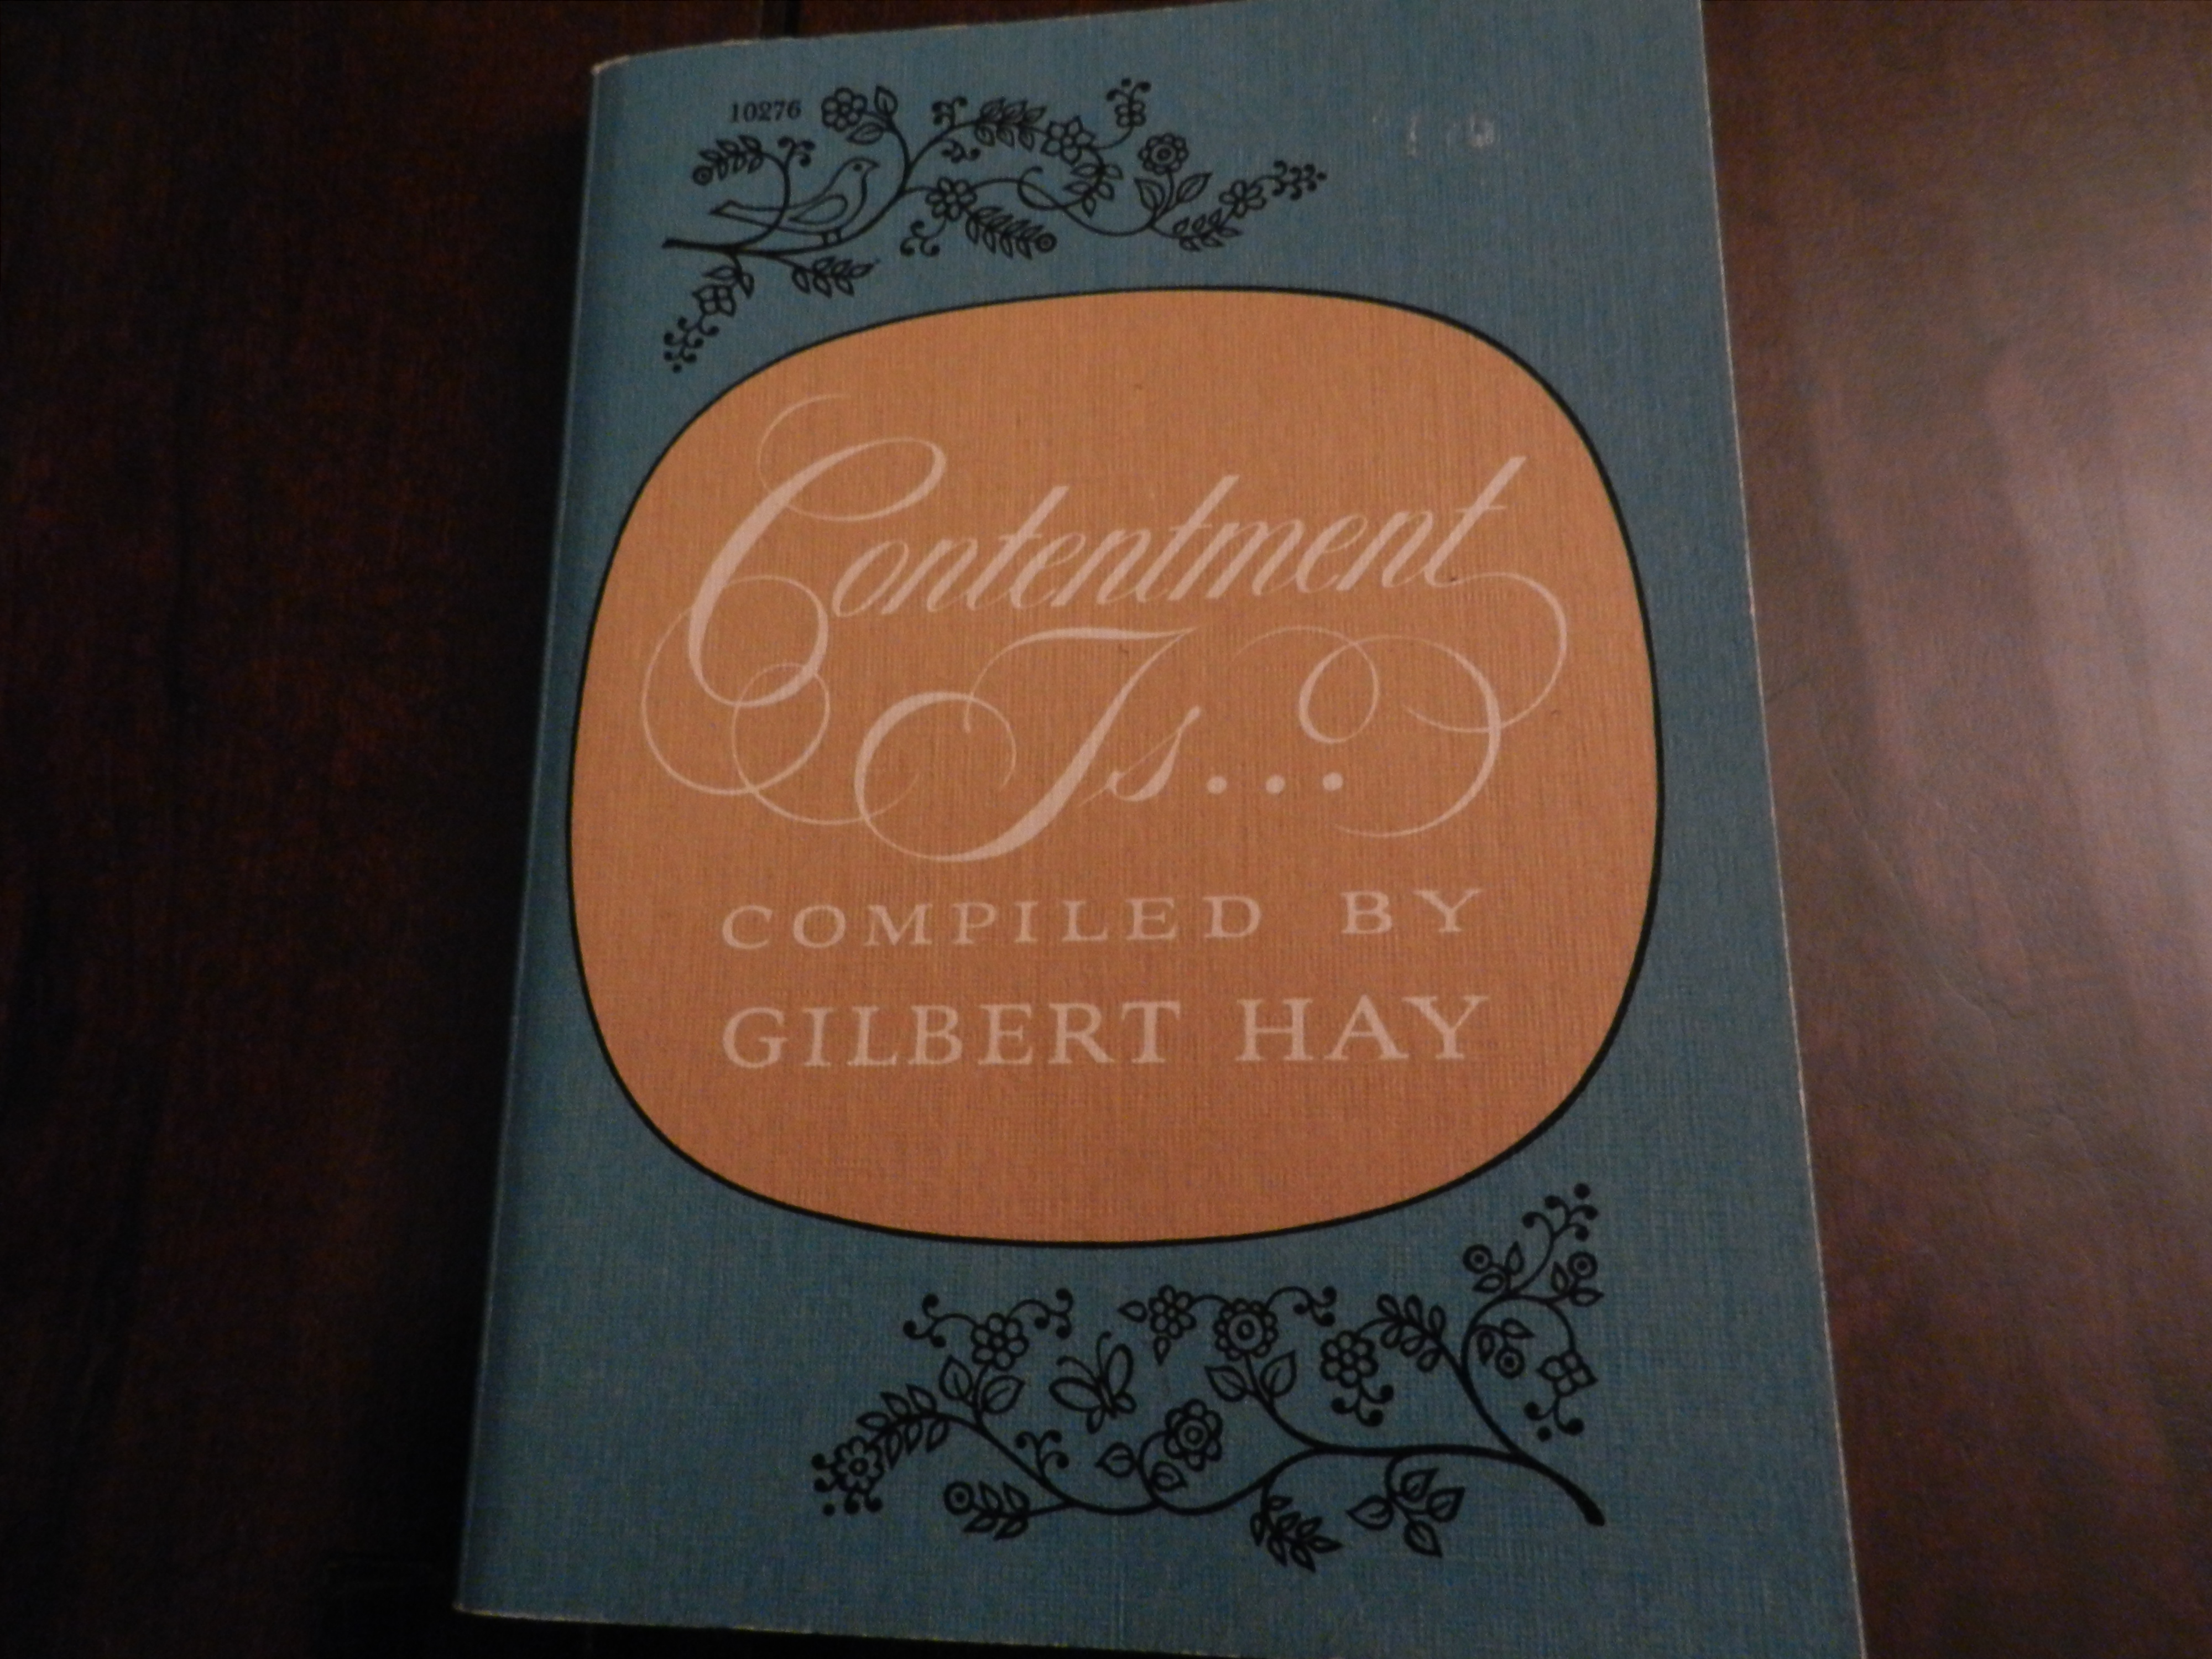 10276
Contentment
Is...
COMPILED BY
GILBERT HAY